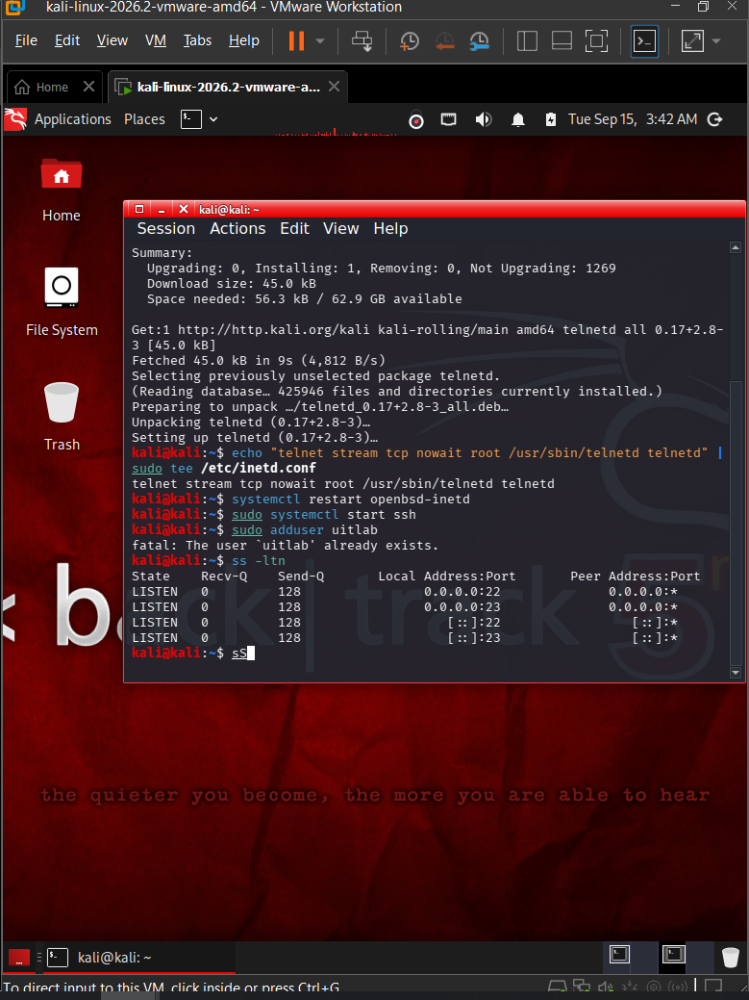 kali-linux-2026.2-vmware-amd64 - VMware Workstation
File Edit View VM Tabs Help
Home kali-linux-2026.2-vmware-a...
Applications Places Tue Sep 15, 3:42 AM
Home
File System
Trash
kali@kali: ~
Session Actions Edit View Help
Summary:
Upgrading: 0, Installing: 1, Removing: 0, Not Upgrading: 1269
Download size: 45.0 kB
Space needed: 56.3 kB / 62.9 GB available
Get:1 http://http.kali.org/kali kali-rolling/main amd64 telnetd all 0.17+2.8-
3 [45.0 kB]
Fetched 45.0 kB in 9s (4,812 B/s)
Selecting previously unselected package telnetd.
(Reading database… 425946 files and directories currently installed.)
Preparing to unpack …/telnetd_0.17+2.8-3_all.deb…
Unpacking telnetd (0.17+2.8-3)…
Setting up telnetd (0.17+2.8-3)…
kali@kali:~$ echo "telnet stream tcp nowait root /usr/sbin/telnetd telnetd" |
sudo tee /etc/inetd.conf
telnet stream tcp nowait root /usr/sbin/telnetd telnetd
kali@kali:~$ systemctl restart openbsd-inetd
kali@kali:~$ sudo systemctl start ssh
kali@kali:~$ sudo adduser uitlab
fatal: The user `uitlab' already exists.
kali@kali:~$ ss -ltn
State Recv-Q Send-Q Local Address:Port Peer Address:Port
LISTEN 0 128 0.0.0.0:22 0.0.0.0:*
LISTEN 0 128 0.0.0.0:23 0.0.0.0:*
LISTEN 0 128 [::]:22 [::]:*
LISTEN 0 128 [::]:23 [::]:*
kali@kali:~$ sS
back | track 5
the quieter you become, the more you are able to hear
kali@kali: ~
To direct input to this VM, click inside or press Ctrl+G.